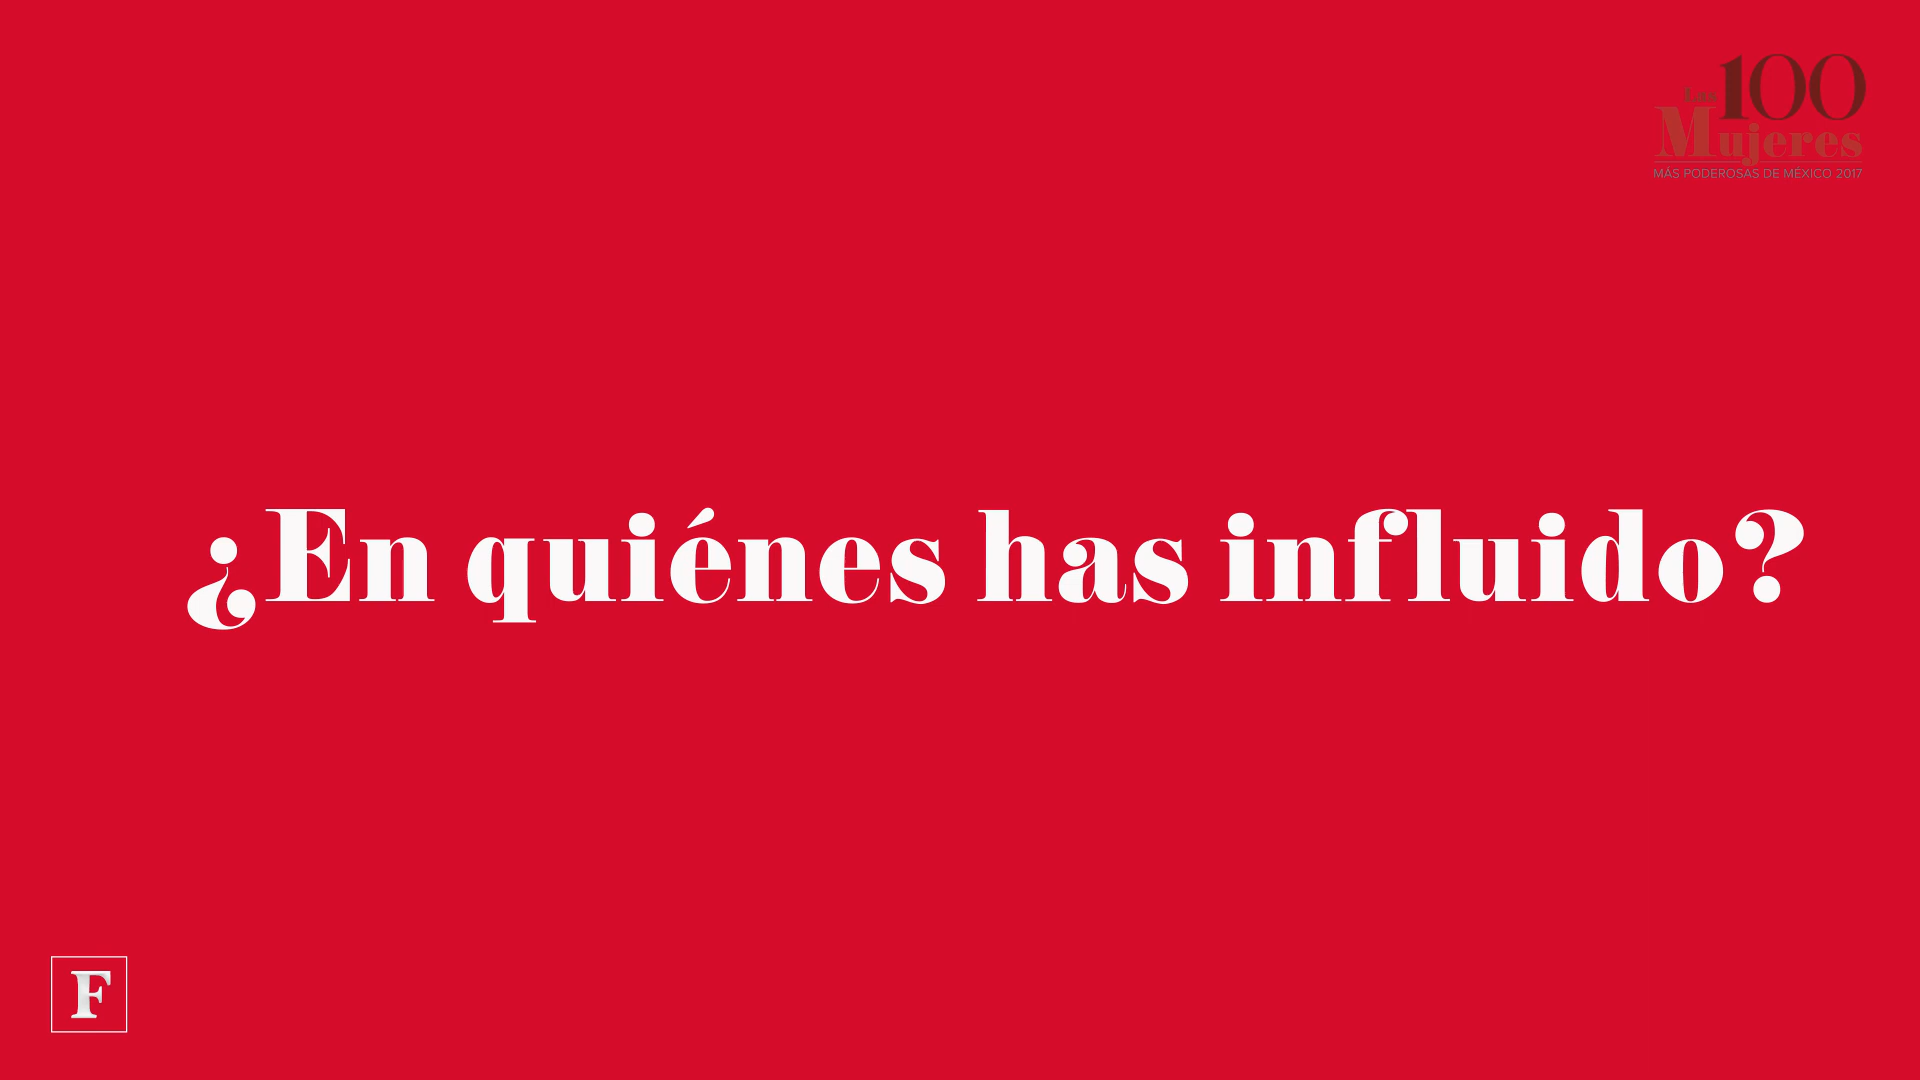 Las 100
Mujeres
MÁS PODEROSAS DE MÉXICO 2017
¿En quiénes has influido?
F